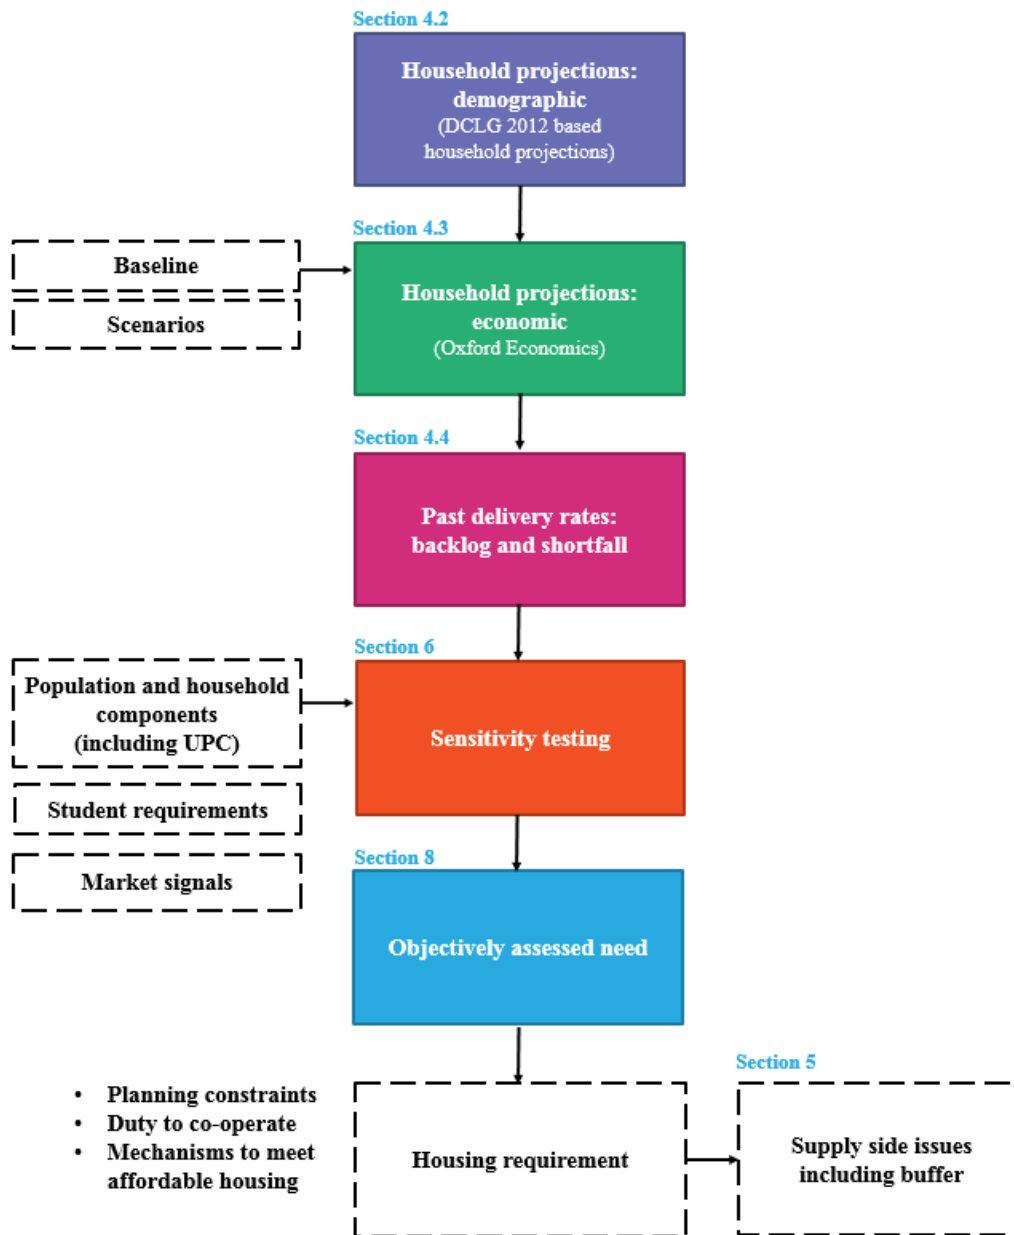 Section 4.2
Household projections:
demographic
(DCLG 2012 based
household projections)
Section 4.3
Baseline
Scenarios
Household projections:
economic
(Oxford Economics)
Section 4.4
Past delivery rates:
backlog and shortfall
Section 6
Population and household
components
(including UPC)
Student requirements
Market signals
Sensitivity testing
Section 8
Objectively assessed need
• Planning constraints
• Duty to co-operate
• Mechanisms to meet
affordable housing
Housing requirement
Section 5
Supply side issues
including buffer